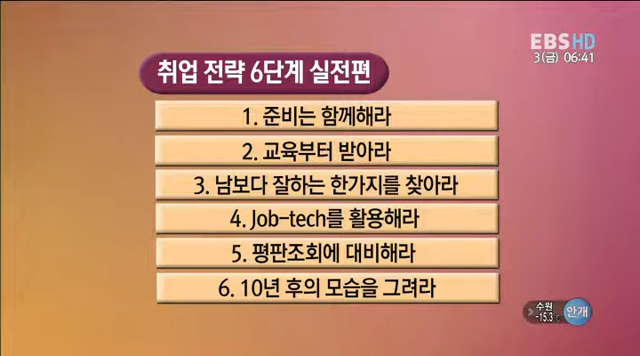 EBS HD
3(금) 06:41
취업 전략 6단계 실전편
1. 준비는 함께해라
2. 교육부터 받아라
3. 남보다 잘하는 한가지를 찾아라
4. Job-tech를 활용해라
5. 평판조회에 대비해라
6. 10년 후의 모습을 그려라
수원
-15.3
안개